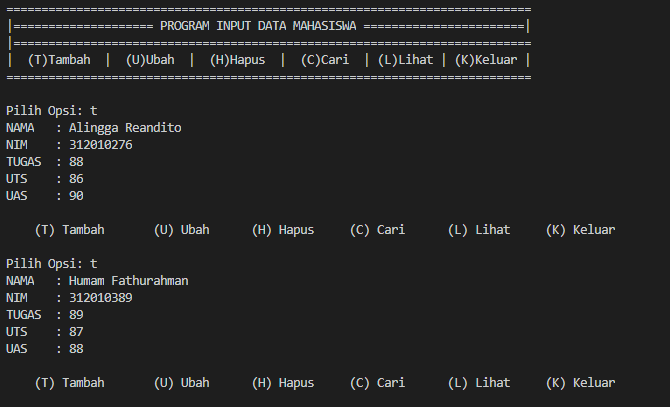 ===========================================================================
|==================== PROGRAM INPUT DATA MAHASISWA =======================|
|==========================================================================
|  (T)Tambah  |  (U)Ubah  |  (H)Hapus  |  (C)Cari  | (L)Lihat | (K)Keluar |
===========================================================================
Pilih Opsi: t
NAMA   : Alingga Reandito
NIM    : 312010276
TUGAS  : 88
UTS    : 86
UAS    : 90
(T) Tambah       (U) Ubah      (H) Hapus     (C) Cari      (L) Lihat     (K) Keluar
Pilih Opsi: t
NAMA   : Humam Fathurahman
NIM    : 312010389
TUGAS  : 89
UTS    : 87
UAS    : 88
(T) Tambah       (U) Ubah      (H) Hapus     (C) Cari      (L) Lihat     (K) Keluar